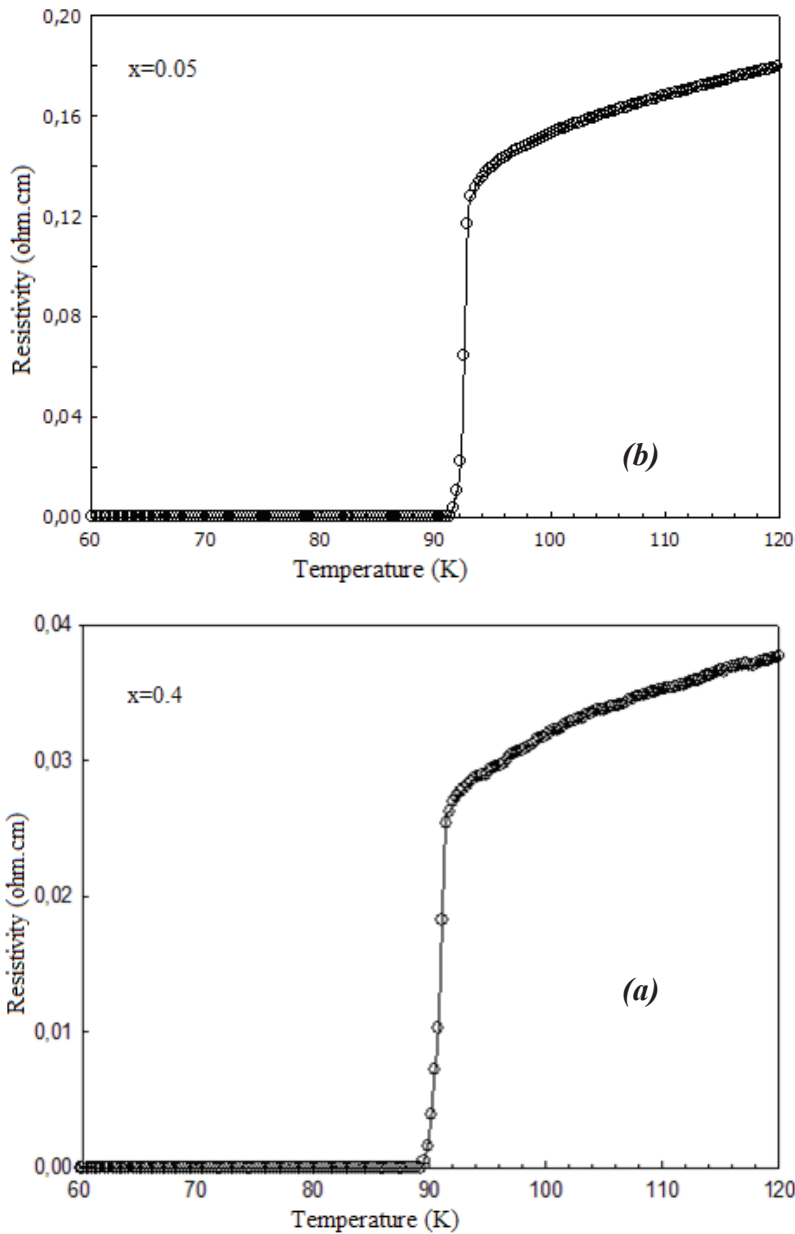 0,20
x=0.05
0,16
0,12
0,08
0,04
0,00
Resistivity (ohm.cm)
(b)
60 70 80 90 100 110 120
Temperature (K)
0,04
x=0.4
0,03
0,02
0,01
0,00
Resistivity (ohm.cm)
(a)
60 70 80 90 100 110 120
Temperature (K)